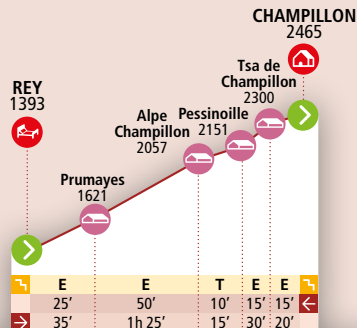 CHAMPILLON
2465
Tsa de
Champillon
2300
REY
1393
Alpe
Champillon
2057
Pessinoille
2151
Prumayes
1621
E E T E E
25’ 50’ 10’ 15’ 15’
35’ 1h 25’ 15’ 30’ 20’